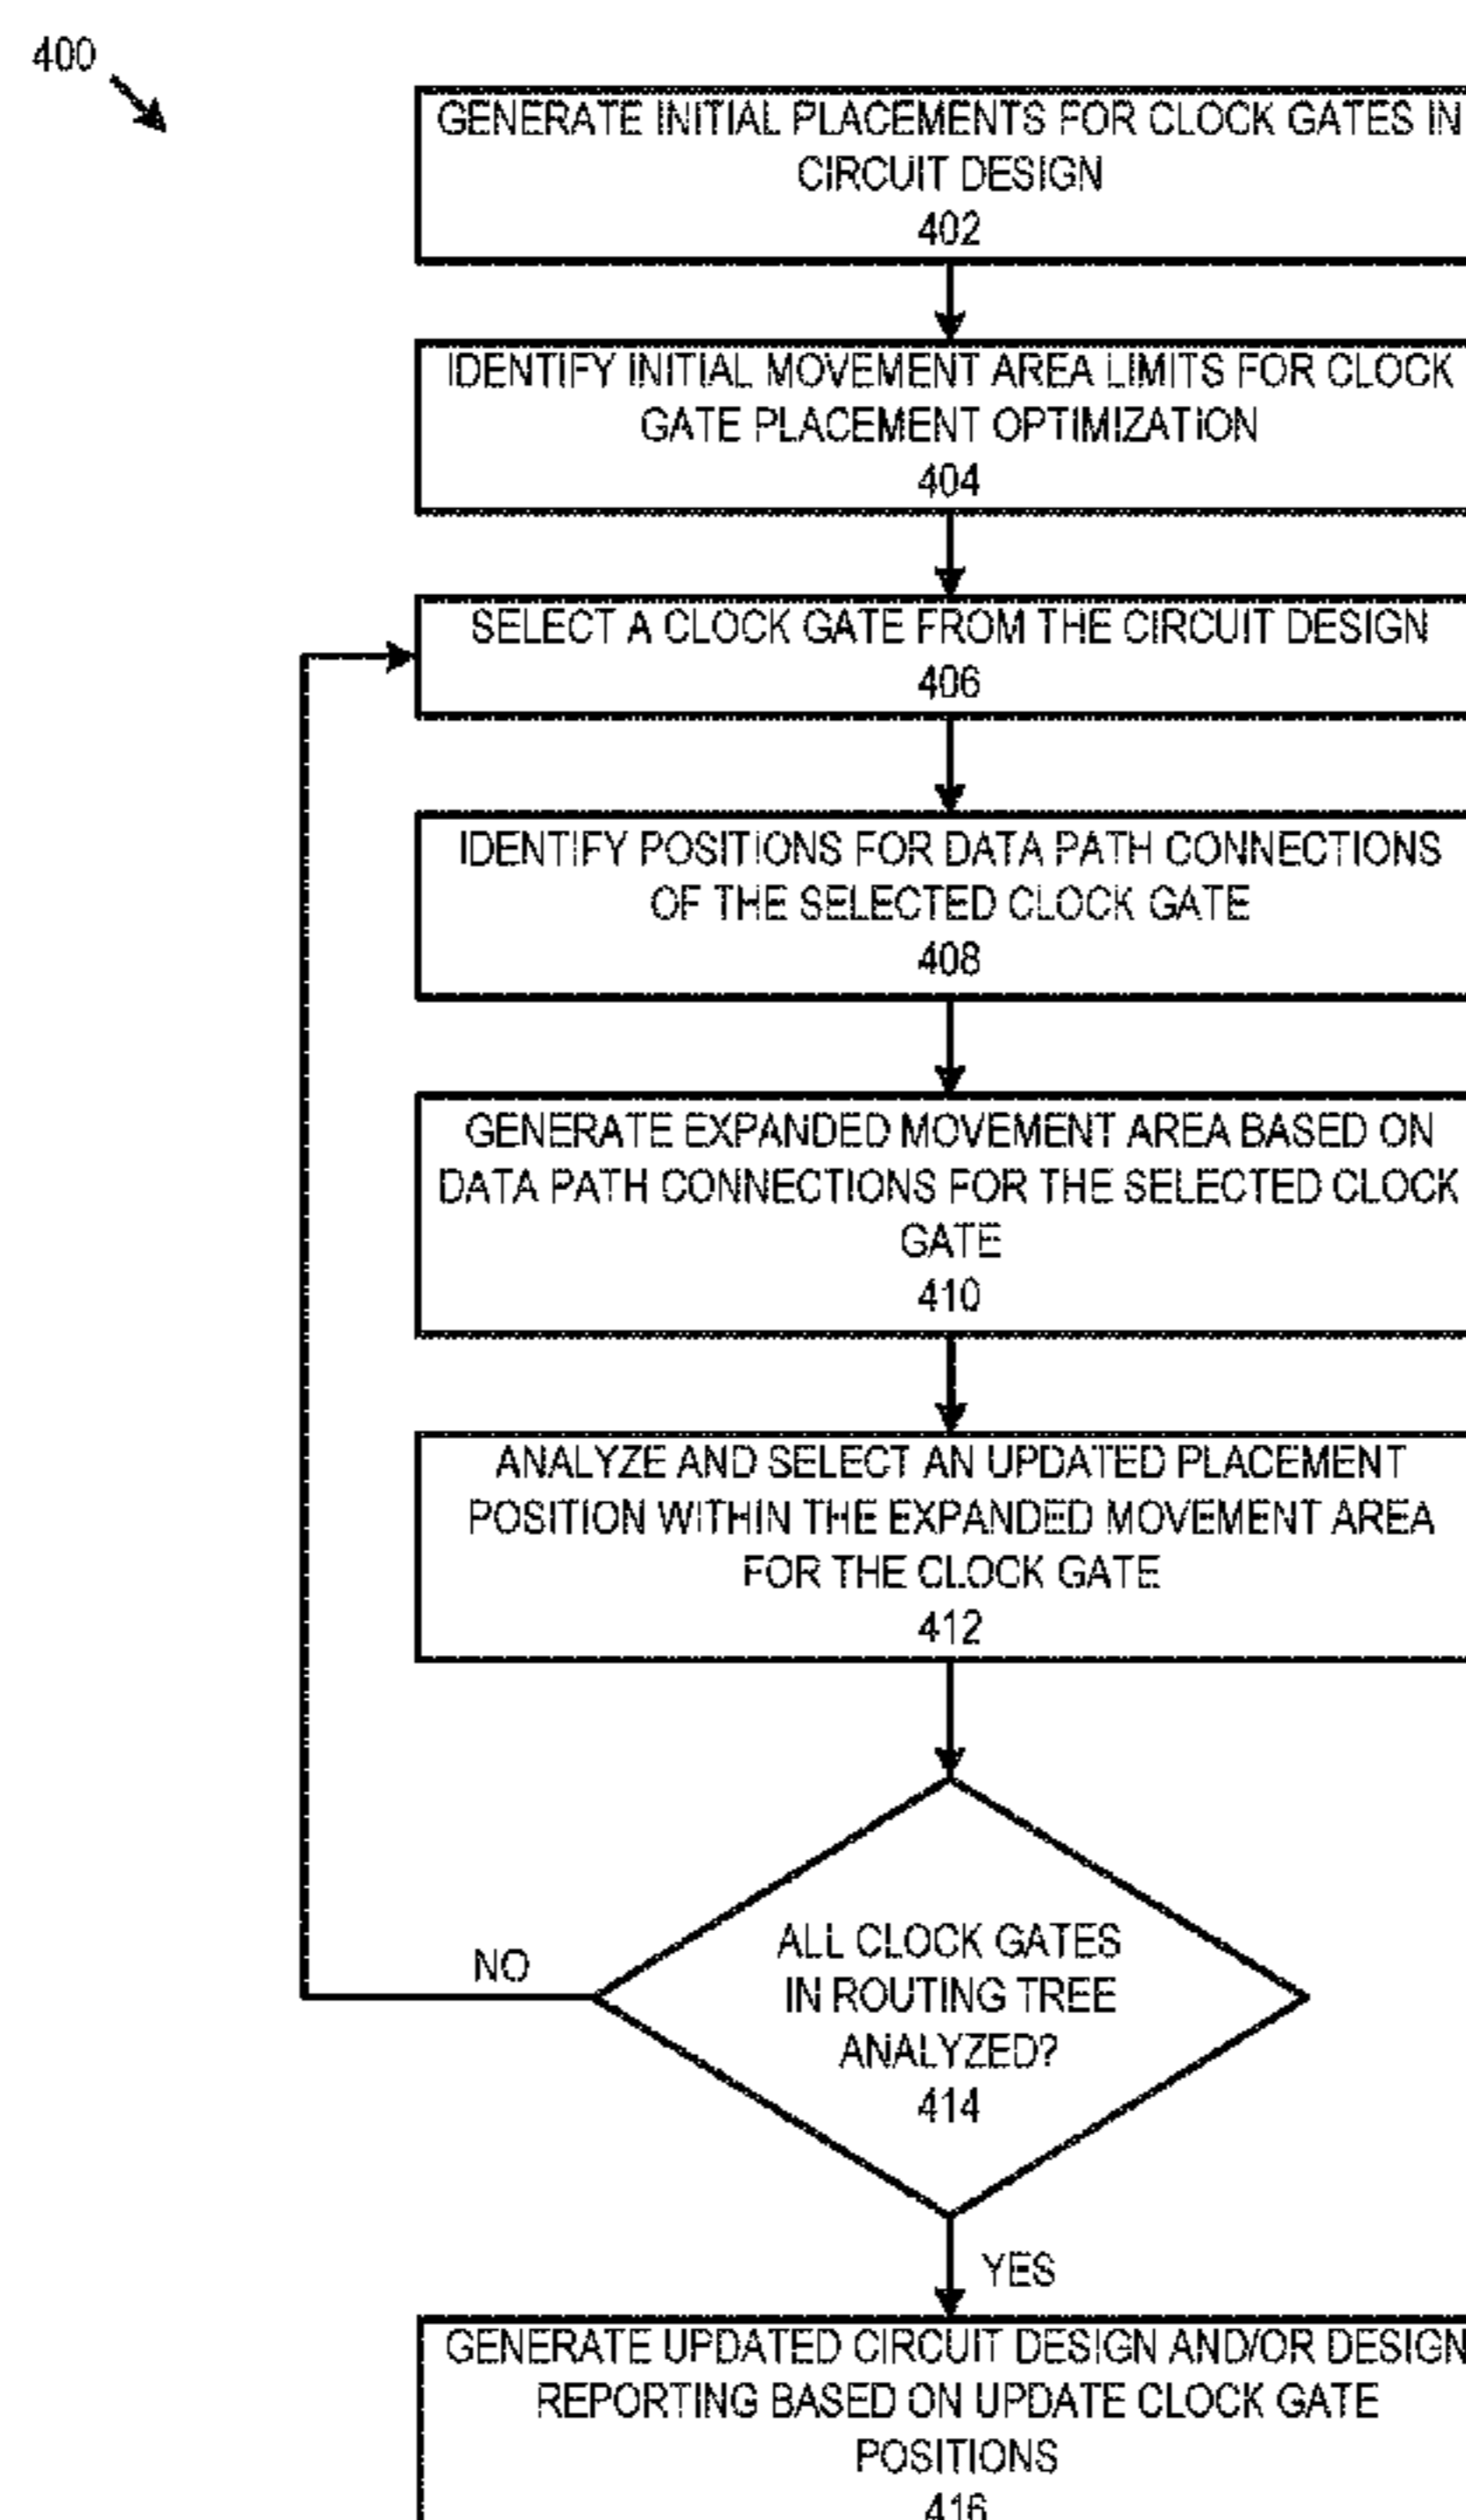 400
GENERATE INITIAL PLACEMENTS FOR CLOCK GATES IN
CIRCUIT DESIGN
402
IDENTIFY INITIAL MOVEMENT AREA LIMITS FOR CLOCK
GATE PLACEMENT OPTIMIZATION
404
SELECT A CLOCK GATE FROM THE CIRCUIT DESIGN
406
IDENTIFY POSITIONS FOR DATA PATH CONNECTIONS
OF THE SELECTED CLOCK GATE
408
GENERATE EXPANDED MOVEMENT AREA BASED ON
DATA PATH CONNECTIONS FOR THE SELECTED CLOCK
GATE
410
ANALYZE AND SELECT AN UPDATED PLACEMENT
POSITION WITHIN THE EXPANDED MOVEMENT AREA
FOR THE CLOCK GATE
412
ALL CLOCK GATES
IN ROUTING TREE
ANALYZED?
414
NO
YES
GENERATE UPDATED CIRCUIT DESIGN AND/OR DESIGN
REPORTING BASED ON UPDATE CLOCK GATE
POSITIONS
416